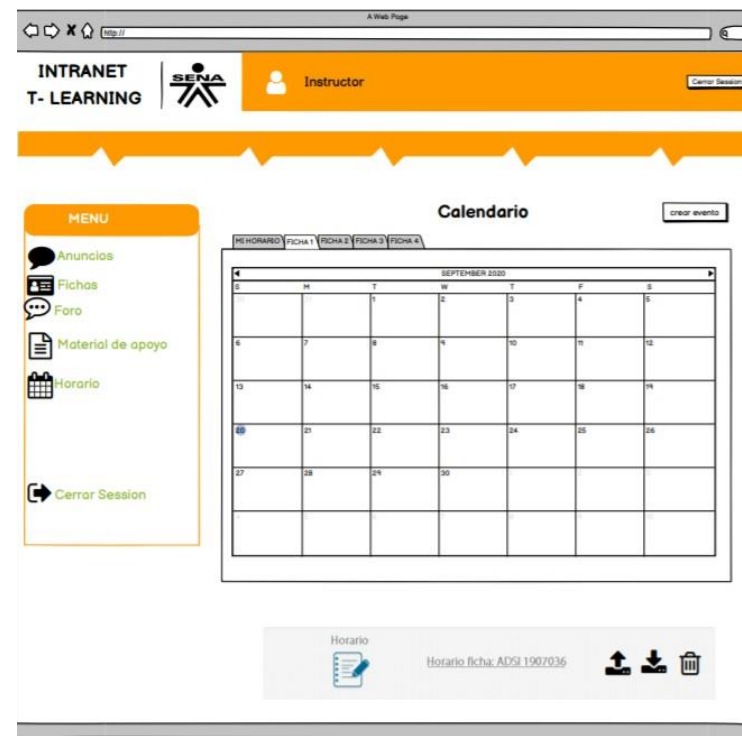 A Web Page
http://
INTRANET
T- LEARNING
SENA
Instructor
Cerrar Session
MENU
Anuncios
Fichas
Foro
Material de apoyo
Horario
Cerrar Session
Calendario
crear evento
MI HORARIO FICHA 1 FICHA 2 FICHA 3 FICHA 4
SEPTEMBER 2020
S M T W T F S
1 2 3 4 5
6 7 8 9 10 11 12
13 14 15 16 17 18 19
20 21 22 23 24 25 26
27 28 29 30
Horario
Horario ficha: ADSI 1907036